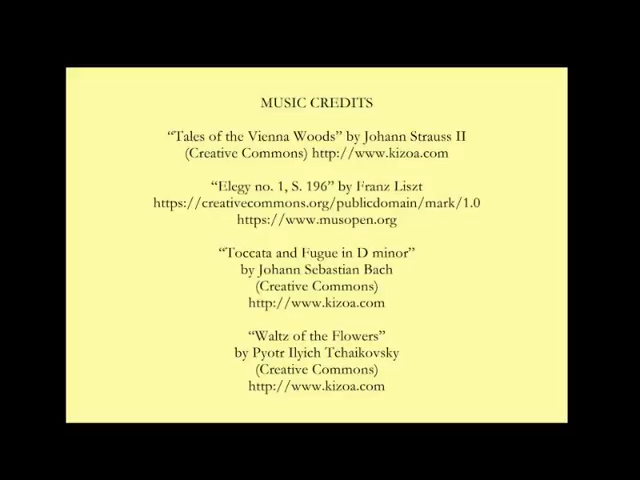 MUSIC CREDITS
“Tales of the Vienna Woods” by Johann Strauss II
(Creative Commons) http://www.kizoa.com
“Elegy no. 1, S. 196” by Franz Liszt
https://creativecommons.org/publicdomain/mark/1.0
https://www.musopen.org
“Toccata and Fugue in D minor”
by Johann Sebastian Bach
(Creative Commons)
http://www.kizoa.com
“Waltz of the Flowers”
by Pyotr Ilyich Tchaikovsky
(Creative Commons)
http://www.kizoa.com